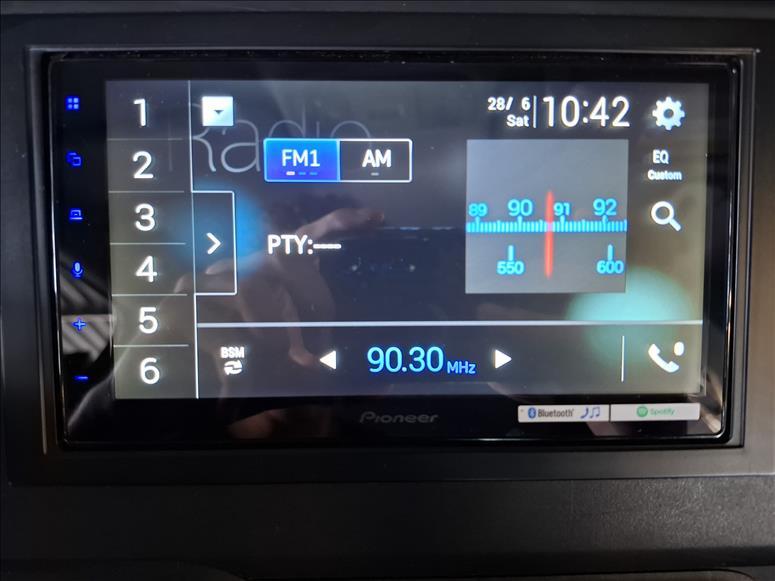 1
2
3
4
5
6
Radio
28/ 6
Sat
10:42
FM1
AM
EQ
Custom
89 90 91 92
550 600
PTY:----
BSM
90.30 MHz
Pioneer
Bluetooth
Spotify